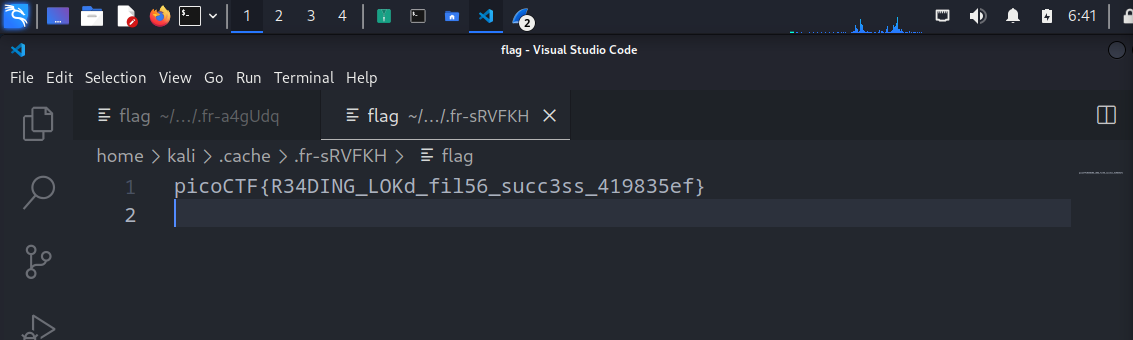 1 2 3 4 2 6:41
flag - Visual Studio Code
File Edit Selection View Go Run Terminal Help
flag ~/.../.fr-a4gUdq flag ~/.../.fr-sRVFKH
home > kali > .cache > .fr-sRVFKH > flag
1 picoCTF{R34DING_LOKd_fil56_succ3ss_419835ef}
2